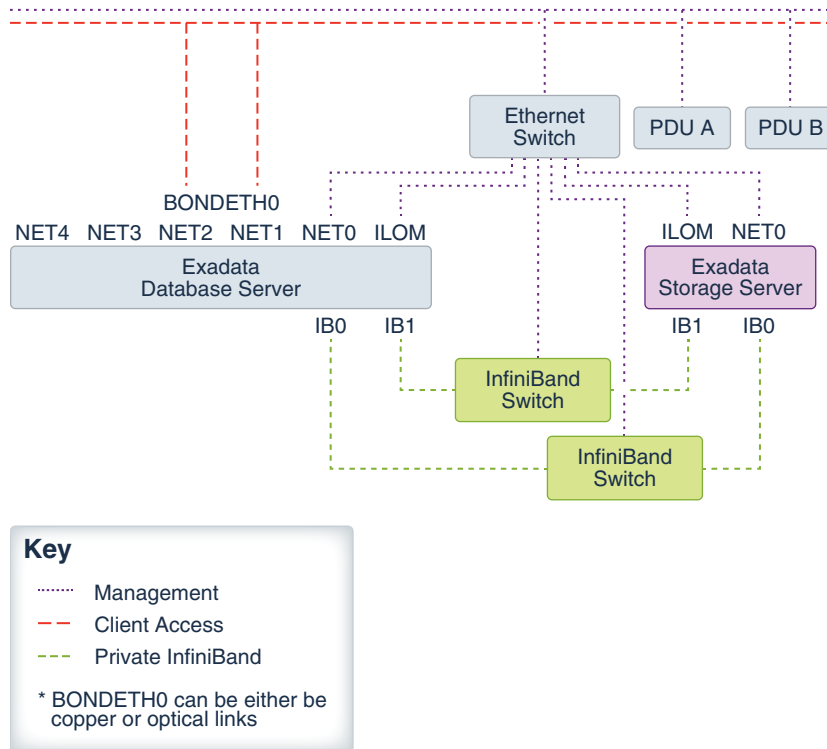 Ethernet
Switch
PDU A
PDU B
BONDETH0
NET4 NET3 NET2 NET1 NET0 ILOM
ILOM NET0
Exadata
Database Server
Exadata
Storage Server
IB0 IB1
IB1 IB0
InfiniBand
Switch
InfiniBand
Switch
Key
Management
Client Access
Private InfiniBand
* BONDETH0 can be either be
copper or optical links